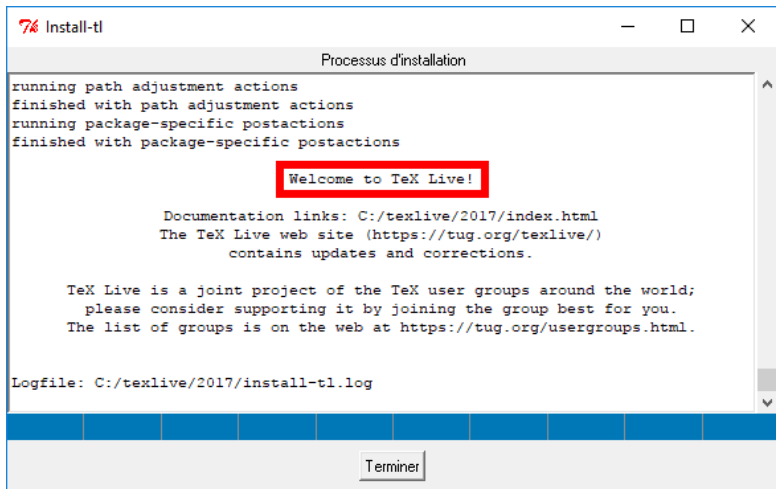 Install-tl
Processus d'installation
running path adjustment actions
finished with path adjustment actions
running package-specific postactions
finished with package-specific postactions
Welcome to TeX Live!
Documentation links: C:/texlive/2017/index.html
The TeX Live web site (https://tug.org/texlive/)
contains updates and corrections.
TeX Live is a joint project of the TeX user groups around the world;
please consider supporting it by joining the group best for you.
The list of groups is on the web at https://tug.org/usergroups.html.
Logfile: C:/texlive/2017/install-tl.log
Terminer